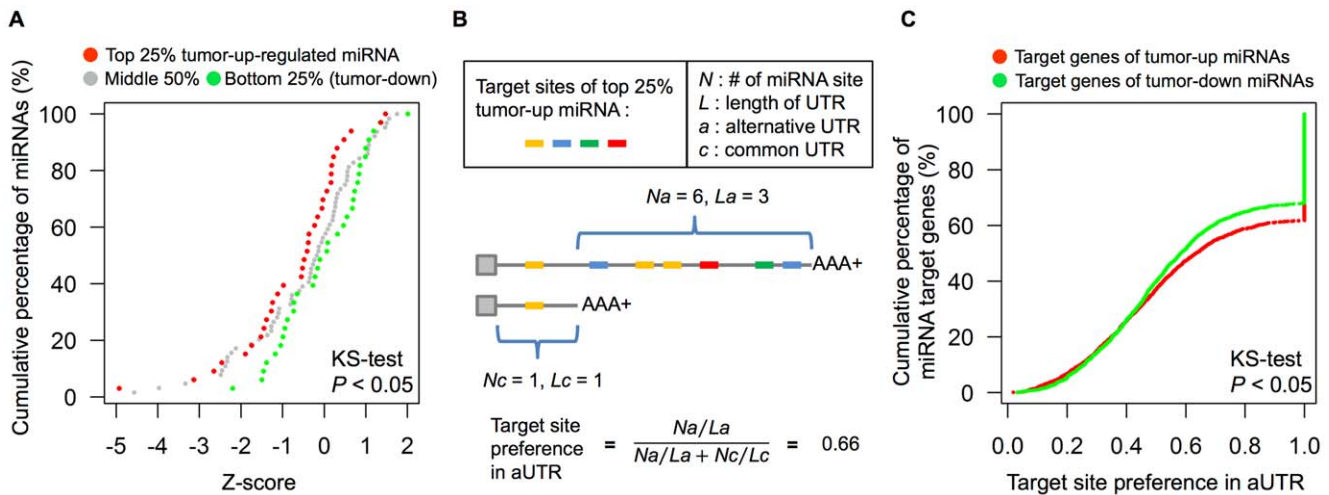 A
Top 25% tumor-up-regulated miRNA
Middle 50% Bottom 25% (tumor-down)
Cumulative percentage of miRNAs (%)
100
80
60
40
20
0
KS-test
P < 0.05
-5 -4 -3 -2 -1 0 1 2
Z-score
B
Target sites of top 25%
tumor-up miRNA :
N : # of miRNA site
L : length of UTR
a : alternative UTR
c : common UTR
Na = 6, La = 3
AAA+
AAA+
Nc = 1, Lc = 1
Target site
preference
in aUTR
= Na/La
Na/La + Nc/Lc
= 0.66
C
Target genes of tumor-up miRNAs
Target genes of tumor-down miRNAs
Cumulative percentage of
miRNA target genes (%)
100
80
60
40
20
0
KS-test
P < 0.05
0.0 0.2 0.4 0.6 0.8 1.0
Target site preference in aUTR